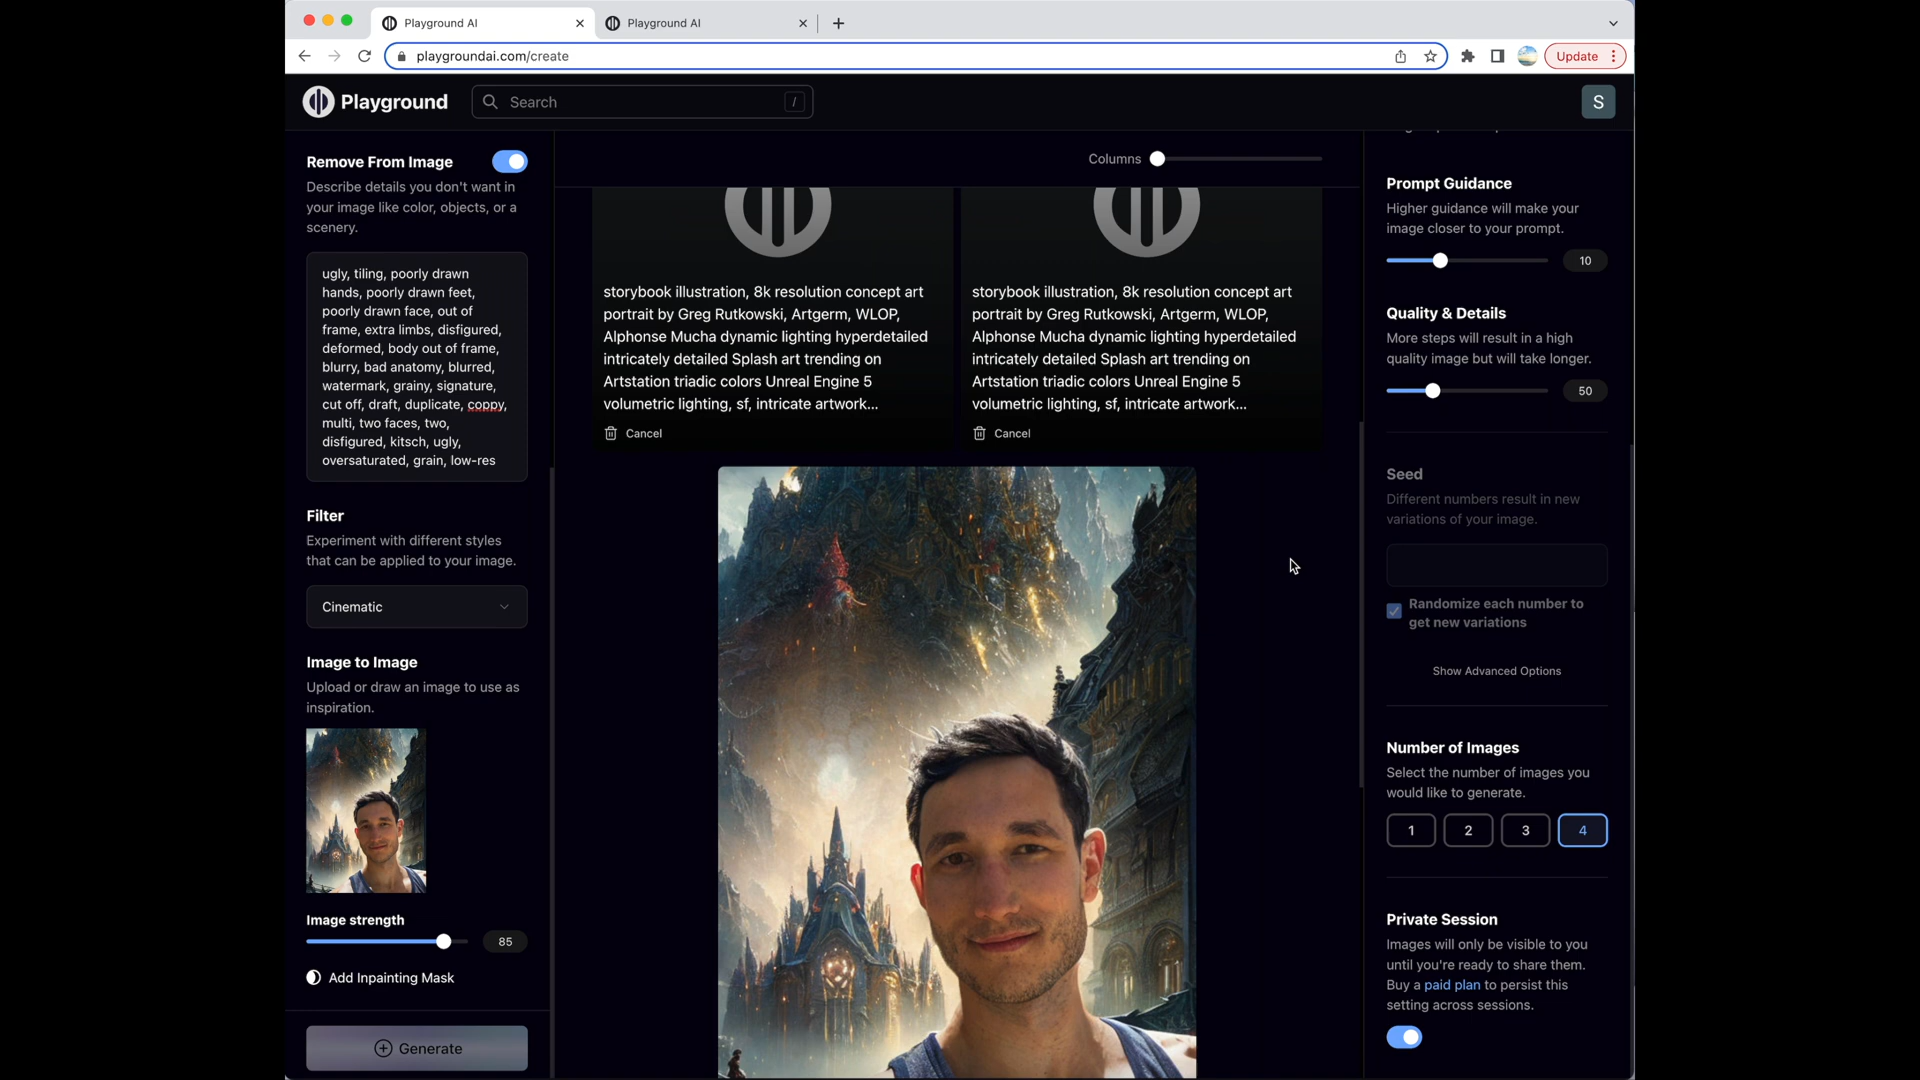 Playground AI
Playground AI
playgroundai.com/create
Update
Playground
Search
/
S
Remove From Image
Describe details you don't want in
your image like color, objects, or a
scenery.
ugly, tiling, poorly drawn
hands, poorly drawn feet,
poorly drawn face, out of
frame, extra limbs, disfigured,
deformed, body out of frame,
blurry, bad anatomy, blurred,
watermark, grainy, signature,
cut off, draft, duplicate, coppy,
multi, two faces, two,
disfigured, kitsch, ugly,
oversaturated, grain, low-res
Filter
Experiment with different styles
that can be applied to your image.
Cinematic
Image to Image
Upload or draw an image to use as
inspiration.
Image strength
85
Add Inpainting Mask
Generate
Columns
storybook illustration, 8k resolution concept art
portrait by Greg Rutkowski, Artgerm, WLOP,
Alphonse Mucha dynamic lighting hyperdetailed
intricately detailed Splash art trending on
Artstation triadic colors Unreal Engine 5
volumetric lighting, sf, intricate artwork...
Cancel
storybook illustration, 8k resolution concept art
portrait by Greg Rutkowski, Artgerm, WLOP,
Alphonse Mucha dynamic lighting hyperdetailed
intricately detailed Splash art trending on
Artstation triadic colors Unreal Engine 5
volumetric lighting, sf, intricate artwork...
Cancel
Prompt Guidance
Higher guidance will make your
image closer to your prompt.
10
Quality & Details
More steps will result in a high
quality image but will take longer.
50
Seed
Different numbers result in new
variations of your image.
Randomize each number to
get new variations
Show Advanced Options
Number of Images
Select the number of images you
would like to generate.
1
2
3
4
Private Session
Images will only be visible to you
until you're ready to share them.
Buy a paid plan to persist this
setting across sessions.